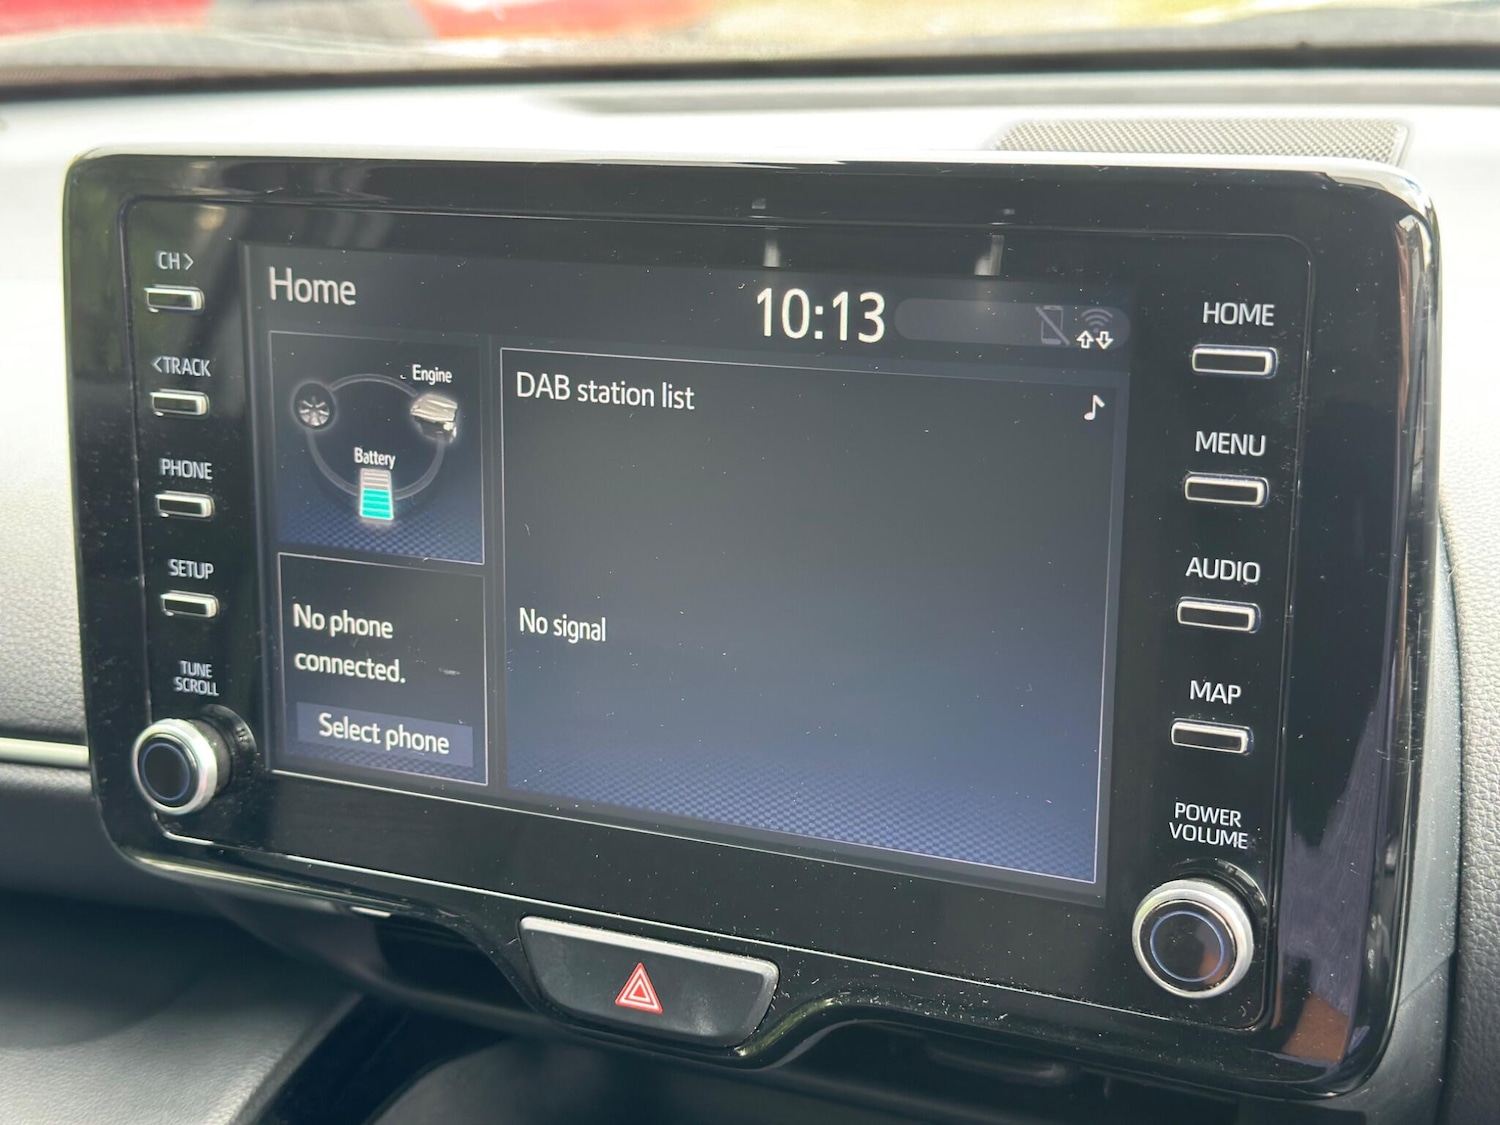 CH>
<TRACK
PHONE
SETUP
TUNE
SCROLL
Home
10:13
Engine
Battery
No phone
connected.
Select phone
DAB station list
No signal
HOME
MENU
AUDIO
MAP
POWER
VOLUME